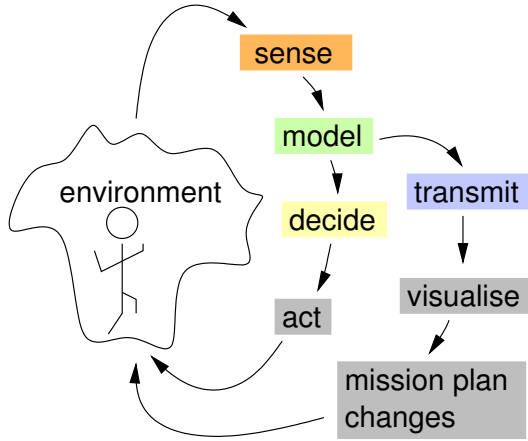 sense
model
environment
transmit
decide
visualise
act
mission plan
changes